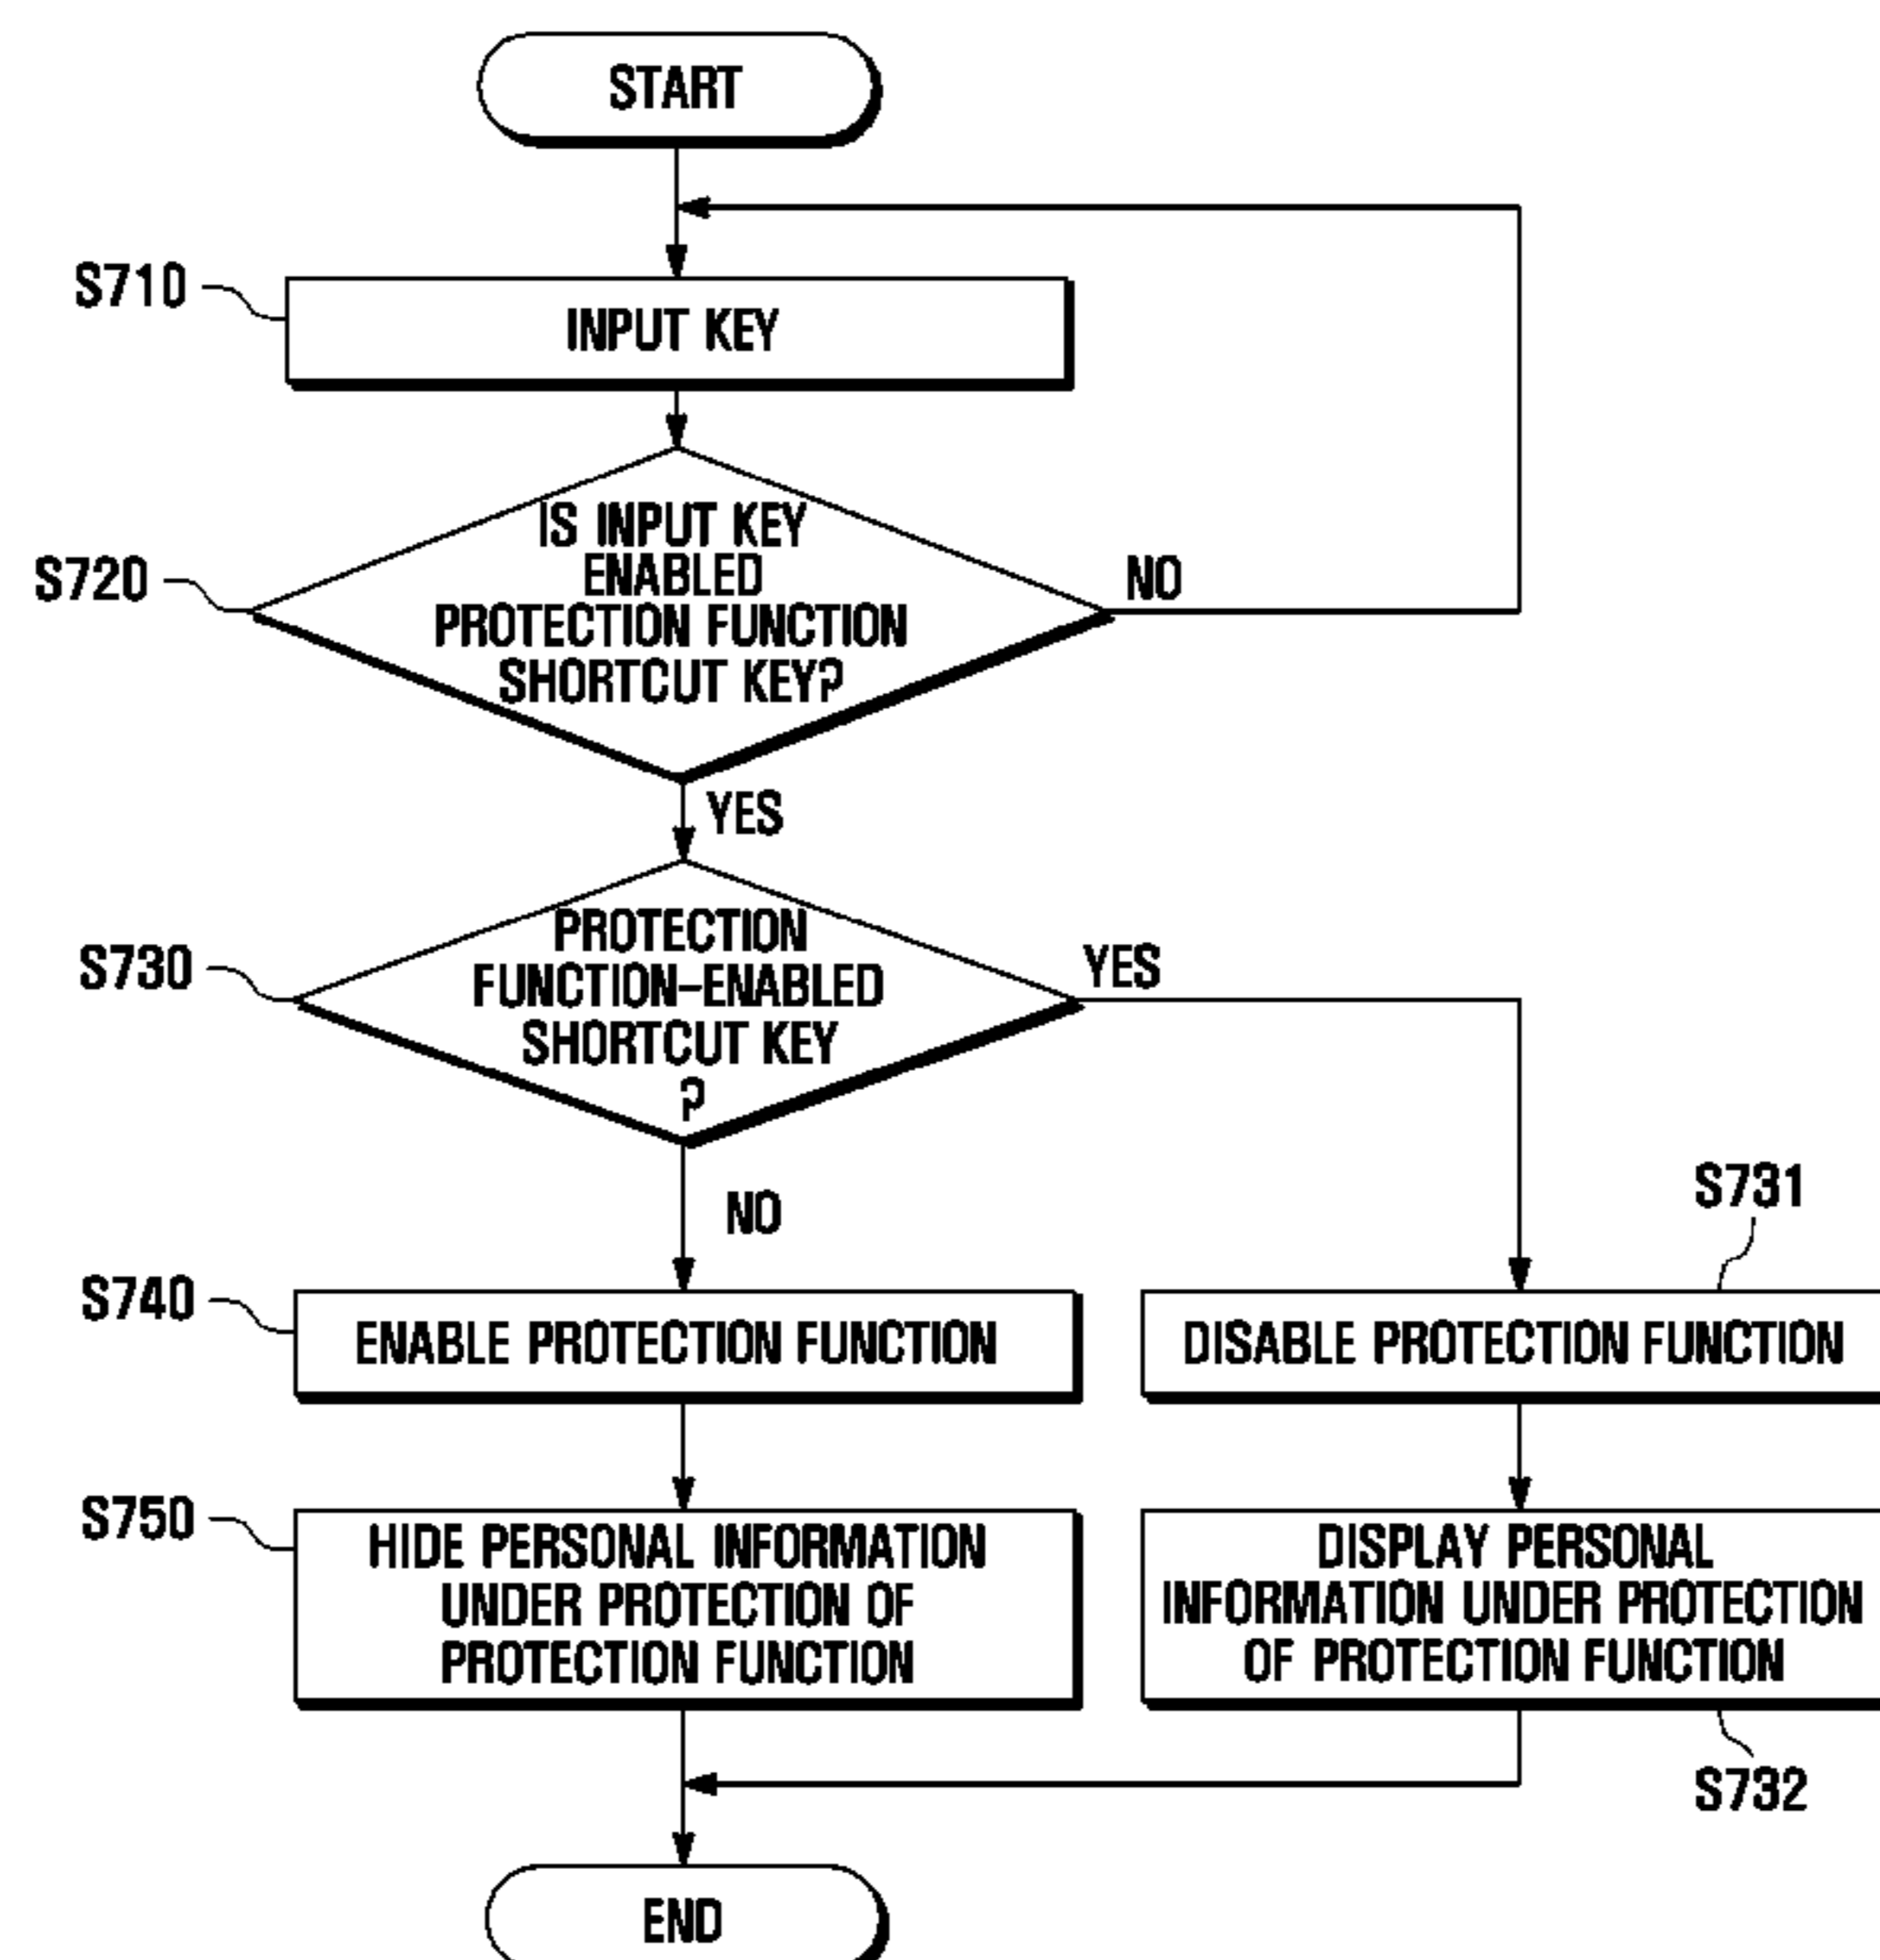 START
S710
INPUT KEY
S720
IS INPUT KEY
ENABLED
PROTECTION FUNCTION
SHORTCUT KEY?
NO
YES
S730
PROTECTION
FUNCTION-ENABLED
SHORTCUT KEY
?
YES
NO
S731
S740
ENABLE PROTECTION FUNCTION
DISABLE PROTECTION FUNCTION
S750
HIDE PERSONAL INFORMATION
UNDER PROTECTION OF
PROTECTION FUNCTION
DISPLAY PERSONAL
INFORMATION UNDER PROTECTION
OF PROTECTION FUNCTION
S732
END